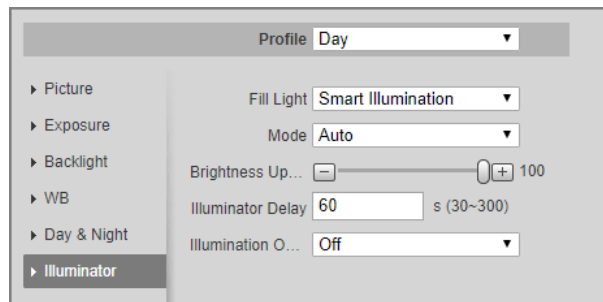 Profile Day
Picture
Exposure
Backlight
WB
Day & Night
Illuminator
Fill Light Smart Illumination
Mode Auto
Brightness Up... 100
Illuminator Delay 60 s (30~300)
Illumination O... Off